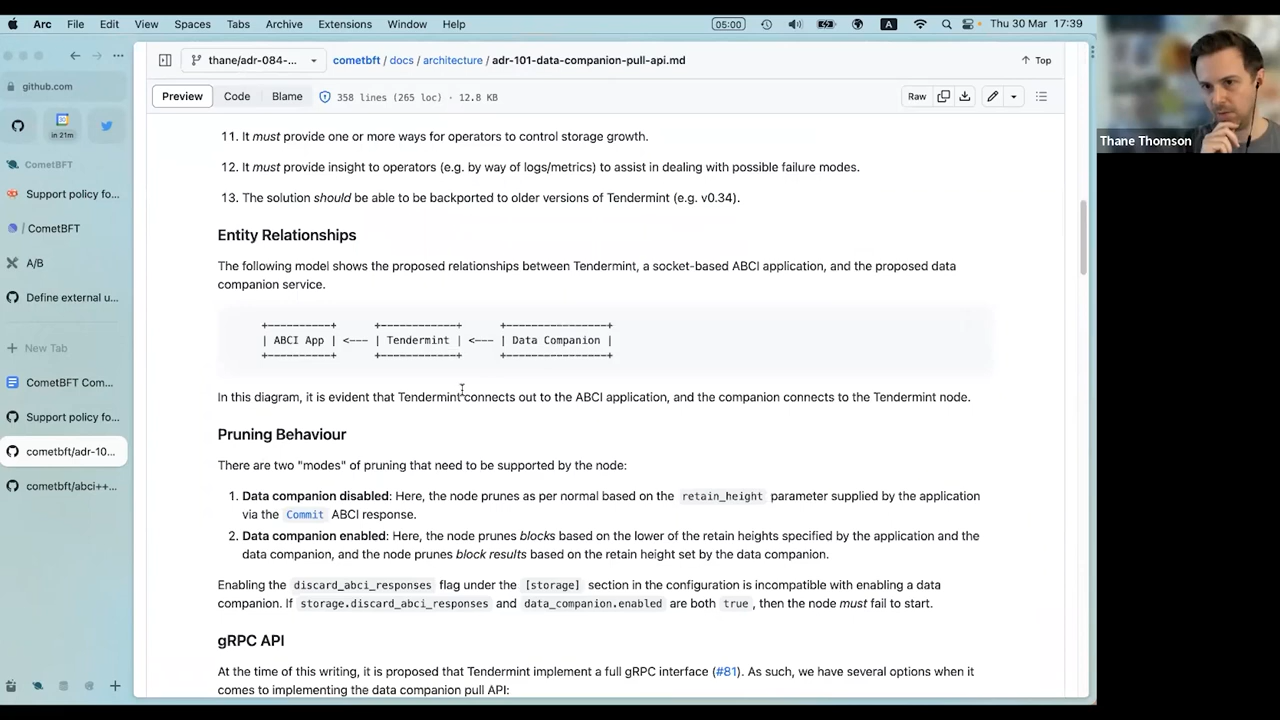 Arc File Edit View Spaces Tabs Archive Extensions Window Help 05:00 A Thu 30 Mar 17:39
github.com
in 21m
CometBFT
Support policy fo...
/ CometBFT
A/B
Define external u...
New Tab
CometBFT Com...
Support policy fo...
cometbft/adr-10...
cometbft/abci++...
thane/adr-084-... cometbft / docs / architecture / adr-101-data-companion-pull-api.md Top
Preview Code Blame 358 lines (265 loc) · 12.8 KB Raw
11. It must provide one or more ways for operators to control storage growth.
12. It must provide insight to operators (e.g. by way of logs/metrics) to assist in dealing with possible failure modes.
13. The solution should be able to be backported to older versions of Tendermint (e.g. v0.34).
Entity Relationships
The following model shows the proposed relationships between Tendermint, a socket-based ABCI application, and the proposed data
companion service.
+----------+ +------------+ +----------------+
| ABCI App | <--- | Tendermint | <--- | Data Companion |
+----------+ +------------+ +----------------+
In this diagram, it is evident that Tendermint connects out to the ABCI application, and the companion connects to the Tendermint node.
Pruning Behaviour
There are two "modes" of pruning that need to be supported by the node:
1. Data companion disabled: Here, the node prunes as per normal based on the retain_height parameter supplied by the application
via the Commit ABCI response.
2. Data companion enabled: Here, the node prunes blocks based on the lower of the retain heights specified by the application and the
data companion, and the node prunes block results based on the retain height set by the data companion.
Enabling the discard_abci_responses flag under the [storage] section in the configuration is incompatible with enabling a data
companion. If storage.discard_abci_responses and data_companion.enabled are both true, then the node must fail to start.
gRPC API
At the time of this writing, it is proposed that Tendermint implement a full gRPC interface (#81). As such, we have several options when it
comes to implementing the data companion pull API:
Thane Thomson